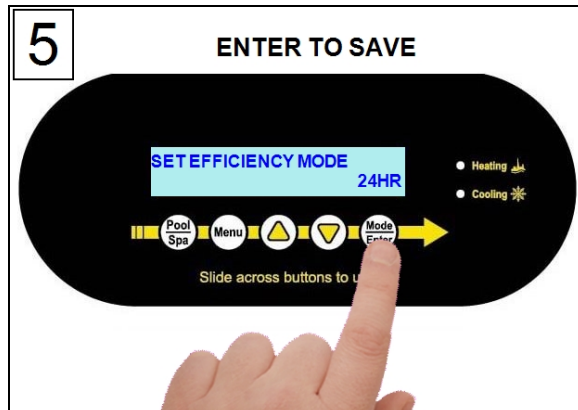 5
ENTER TO SAVE
SET EFFICIENCY MODE
24HR
Heating
Cooling
Pool
Spa
Menu
Mode
Enter
Slide across buttons to u